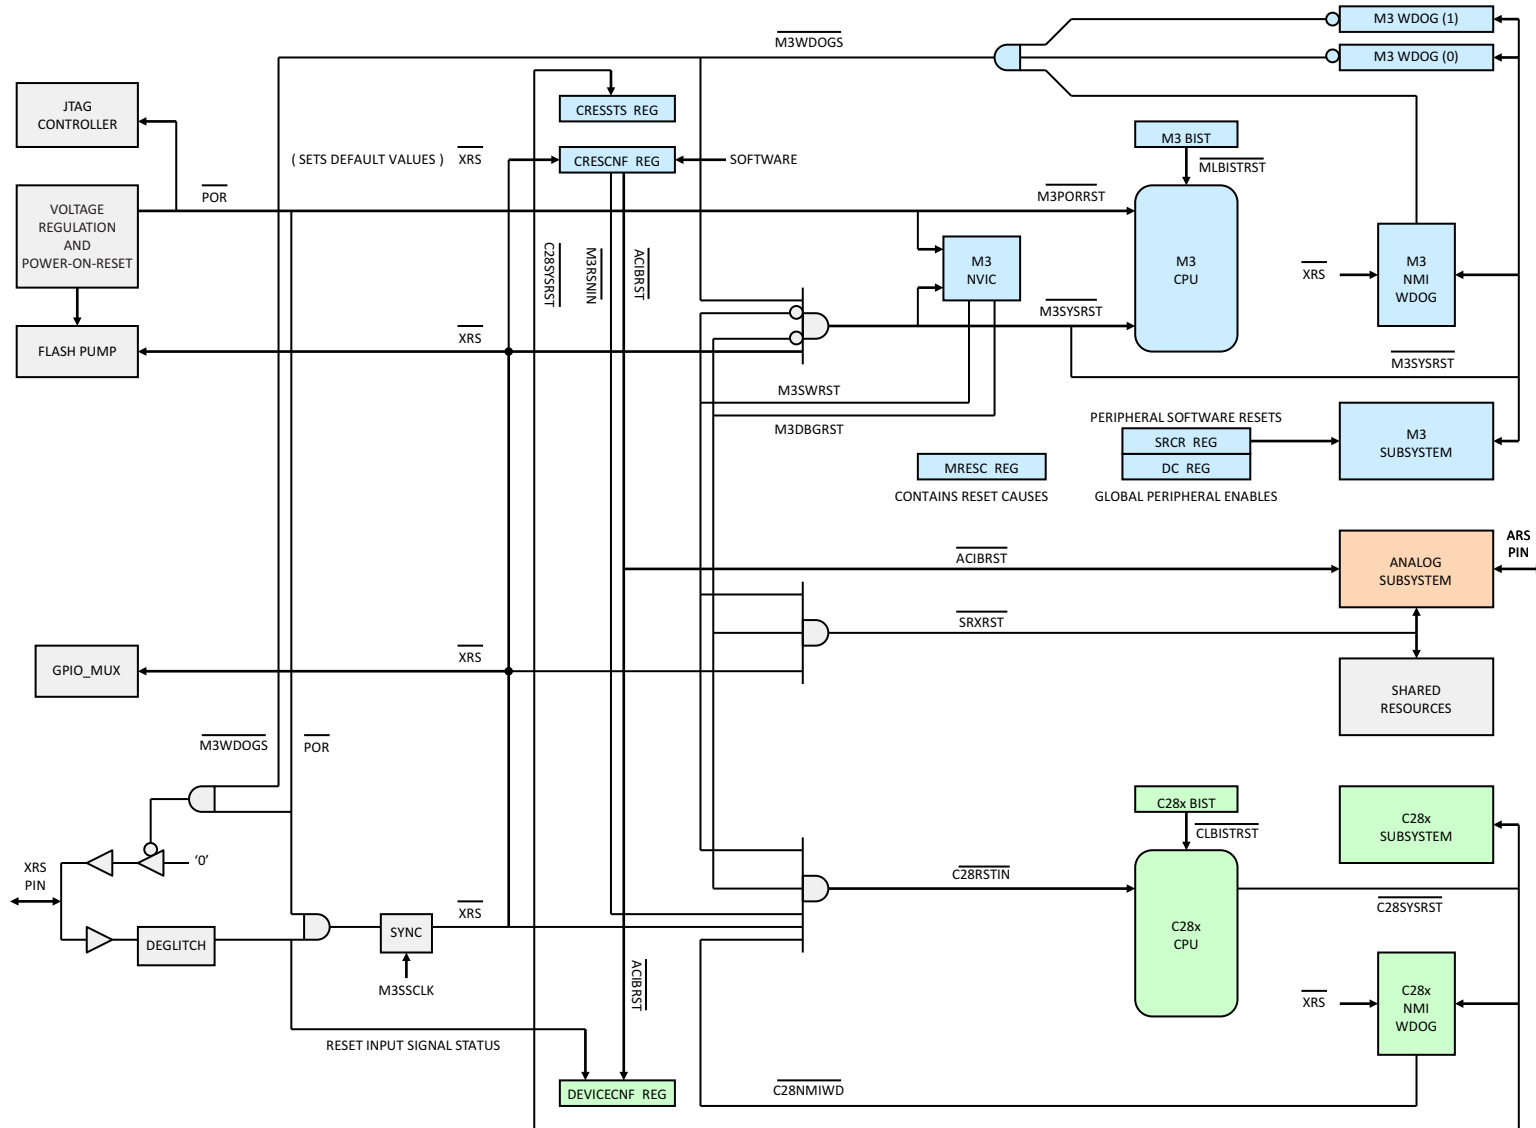 M3 WDOG (1)
M3WDOGS
M3 WDOG (0)
JTAG
CONTROLLER
CRESSTS REG
M3 BIST
( SETS DEFAULT VALUES )
XRS
CRESCNF REG
SOFTWARE
MLBISTRST
POR
M3PORRST
VOLTAGE
REGULATION
AND
POWER-ON-RESET
C28SYSRST
M3RSNIN
ACIBRST
M3
NVIC
M3
CPU
XRS
M3
NMI
WDOG
M3SYSRST
XRS
FLASH PUMP
M3SYSRST
M3SWRST
M3DBGRST
PERIPHERAL SOFTWARE RESETS
SRCR REG
DC REG
GLOBAL PERIPHERAL ENABLES
M3
SUBSYSTEM
MRESC REG
CONTAINS RESET CAUSES
ARS
PIN
ACIBRST
ANALOG
SUBSYSTEM
SRXRST
XRS
GPIO_MUX
SHARED
RESOURCES
M3WDOGS
POR
C28x BIST
CLBISTRST
C28x
SUBSYSTEM
XRS
PIN
‘0’
C28RSTIN
XRS
C28SYSRST
DEGLITCH
SYNC
C28x
CPU
M3SSCLK
ACIBRST
XRS
C28x
NMI
WDOG
RESET INPUT SIGNAL STATUS
DEVICECNF REG
C28NMIWD